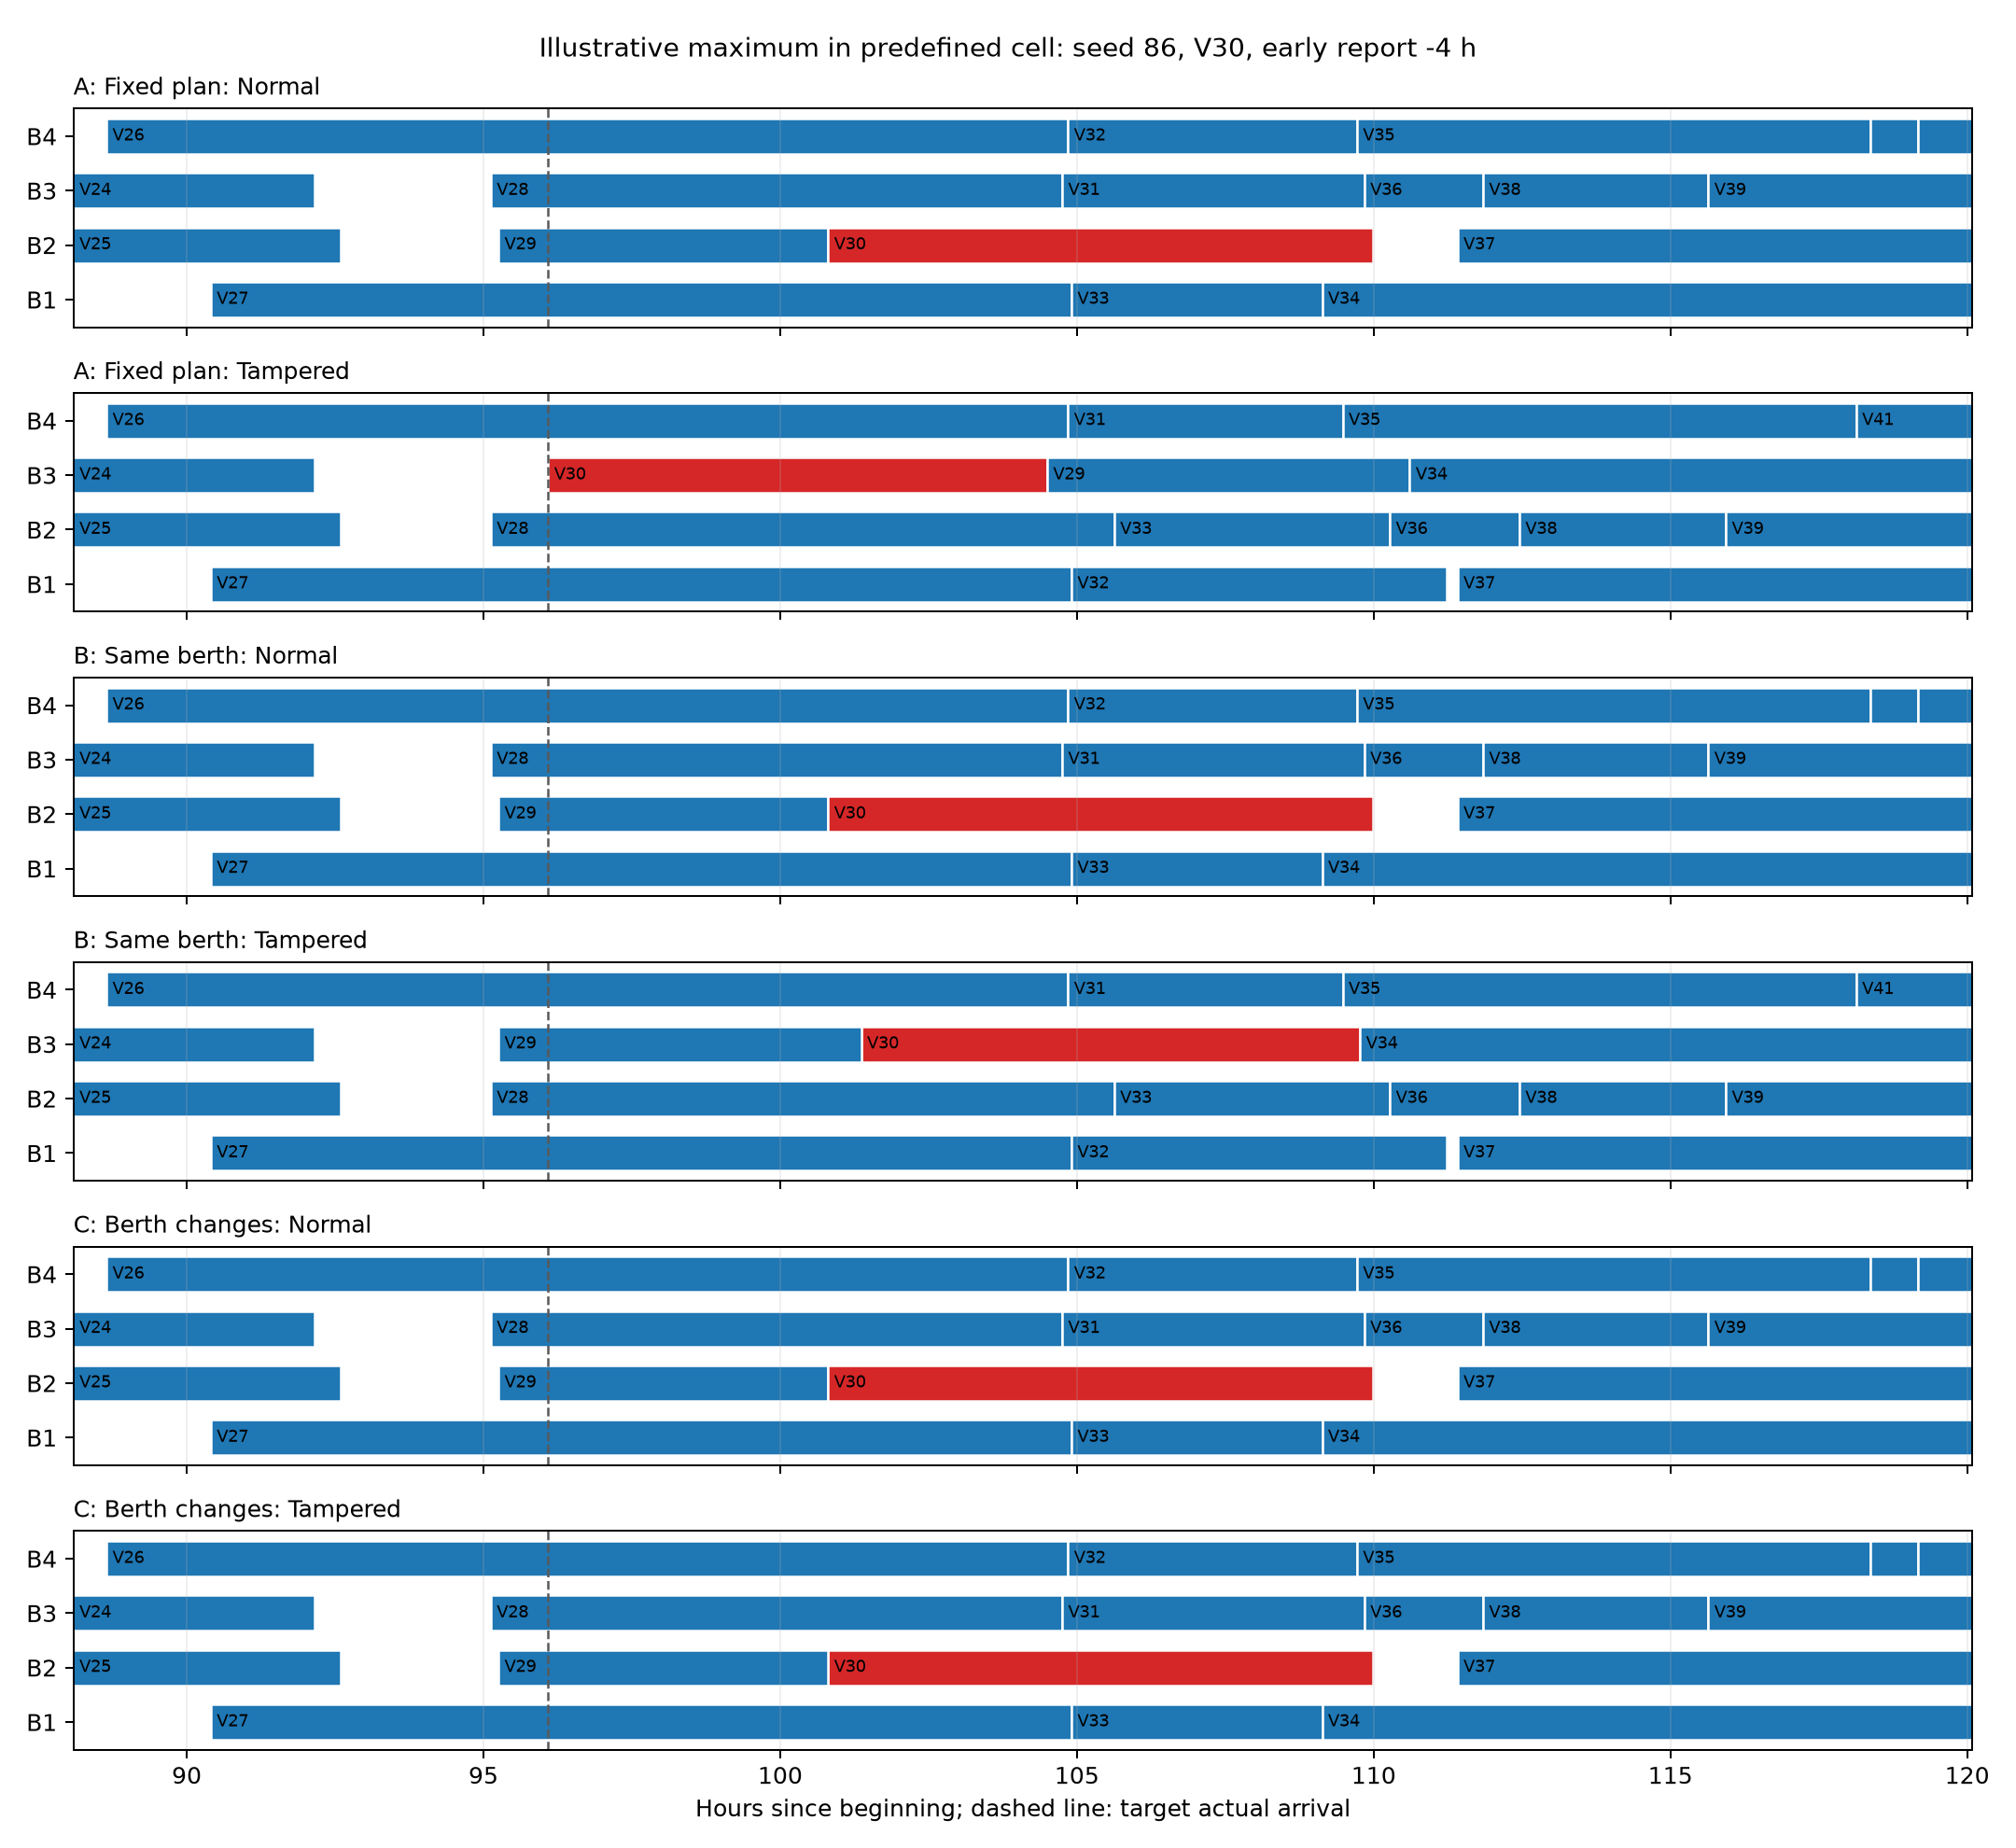 Illustrative maximum in predefined cell: seed 86, V30, early report -4 h
A: Fixed plan: Normal
B4 V26 V32 V35
B3 V24 V28 V31 V36 V38 V39
B2 V25 V29 V30 V37
B1 V27 V33 V34
A: Fixed plan: Tampered
B4 V26 V31 V35 V41
B3 V24 V30 V29 V34
B2 V25 V28 V33 V36 V38 V39
B1 V27 V32 V37
B: Same berth: Normal
B4 V26 V32 V35
B3 V24 V28 V31 V36 V38 V39
B2 V25 V29 V30 V37
B1 V27 V33 V34
B: Same berth: Tampered
B4 V26 V31 V35 V41
B3 V24 V29 V30 V34
B2 V25 V28 V33 V36 V38 V39
B1 V27 V32 V37
C: Berth changes: Normal
B4 V26 V32 V35
B3 V24 V28 V31 V36 V38 V39
B2 V25 V29 V30 V37
B1 V27 V33 V34
C: Berth changes: Tampered
B4 V26 V32 V35
B3 V24 V28 V31 V36 V38 V39
B2 V25 V29 V30 V37
B1 V27 V33 V34
90 95 100 105 110 115 120
Hours since beginning; dashed line: target actual arrival